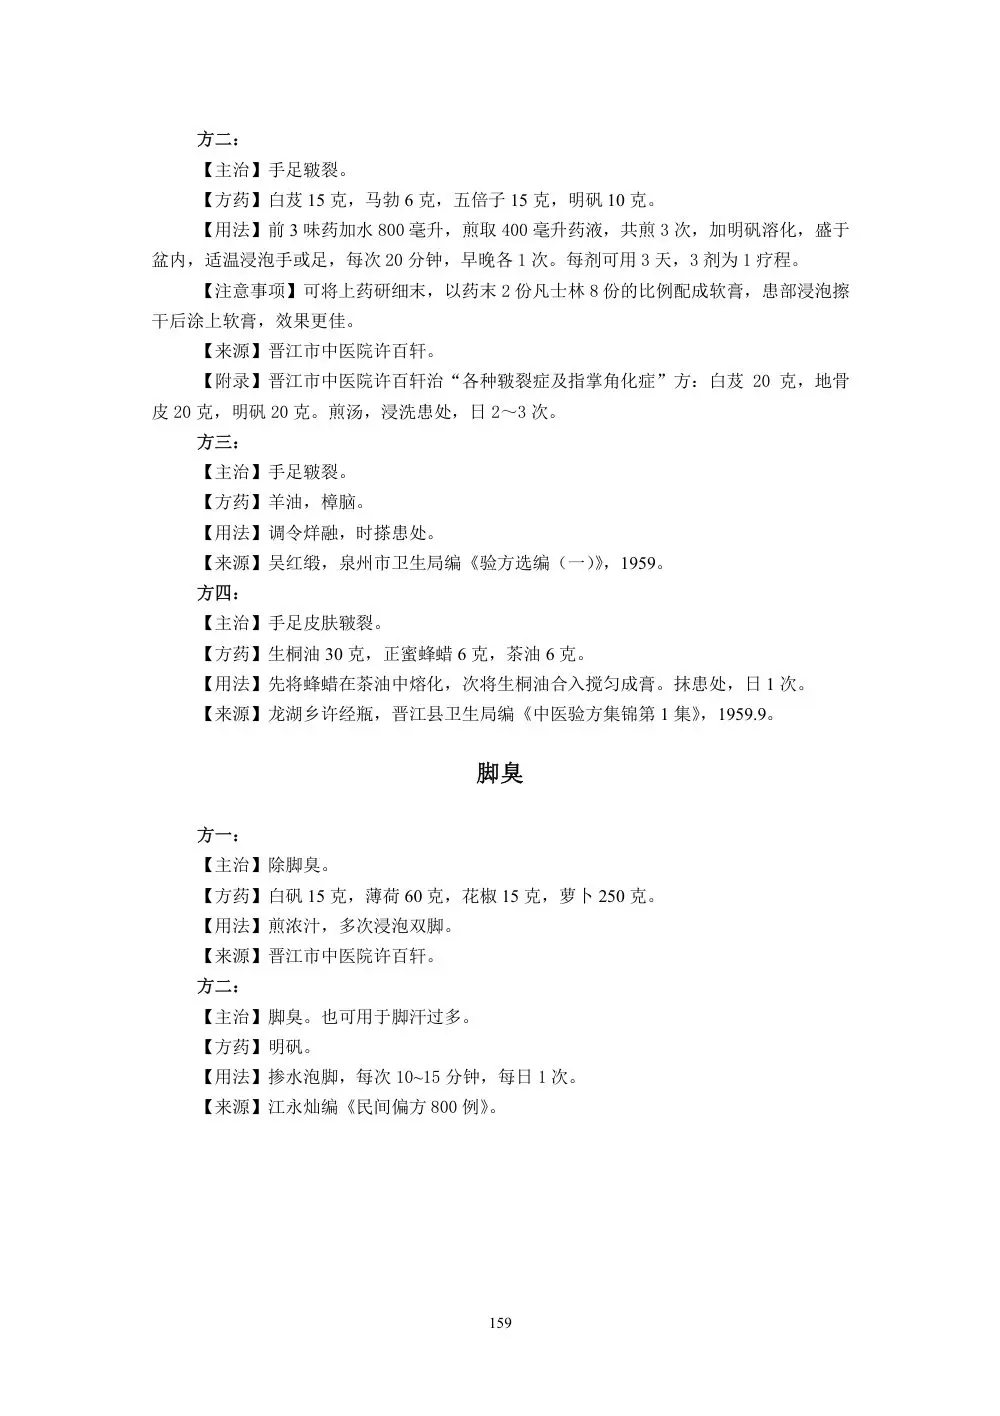 方二：
【主治】手足皲裂。
【方药】白芨 15 克，马勃 6 克，五倍子 15 克，明矾 10 克。
【用法】前 3 味药加水 800 毫升，煎取 400 毫升药液，共煎 3 次，加明矾溶化，盛于
盆内，适温浸泡手或足，每次 20 分钟，早晚各 1 次。每剂可用 3 天，3 剂为 1 疗程。
【注意事项】可将上药研细末，以药末 2 份凡士林 8 份的比例配成软膏，患部浸泡擦
干后涂上软膏，效果更佳。
【来源】晋江市中医院许百轩。
【附录】晋江市中医院许百轩治“各种皲裂症及指掌角化症”方：白芨 20 克，地骨
皮 20 克，明矾 20 克。煎汤，浸洗患处，日 2～3 次。
方三：
【主治】手足皲裂。
【方药】羊油，樟脑。
【用法】调令烊融，时搽患处。
【来源】吴红缎，泉州市卫生局编《验方选编（一）》，1959。
方四：
【主治】手足皮肤皲裂。
【方药】生桐油 30 克，正蜜蜂蜡 6 克，茶油 6 克。
【用法】先将蜂蜡在茶油中熔化，次将生桐油合入搅匀成膏。抹患处，日 1 次。
【来源】龙湖乡许经瓶，晋江县卫生局编《中医验方集锦第 1 集》，1959.9。
脚臭
方一：
【主治】除脚臭。
【方药】白矾 15 克，薄荷 60 克，花椒 15 克，萝卜 250 克。
【用法】煎浓汁，多次浸泡双脚。
【来源】晋江市中医院许百轩。
方二：
【主治】脚臭。也可用于脚汗过多。
【方药】明矾。
【用法】掺水泡脚，每次 10~15 分钟，每日 1 次。
【来源】江永灿编《民间偏方 800 例》。
159